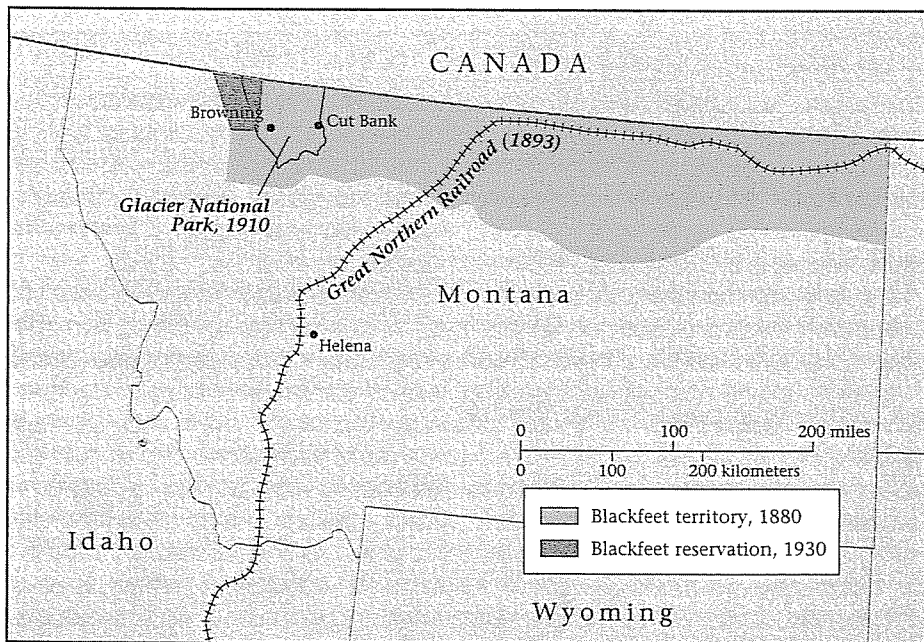 CANADA
Browning
Cut Bank
Great Northern Railroad (1893)
Glacier National
Park, 1910
Montana
Helena
0 100 200 miles
0 100 200 kilometers
Blackfeet territory, 1880
Blackfeet reservation, 1930
Idaho
Wyoming